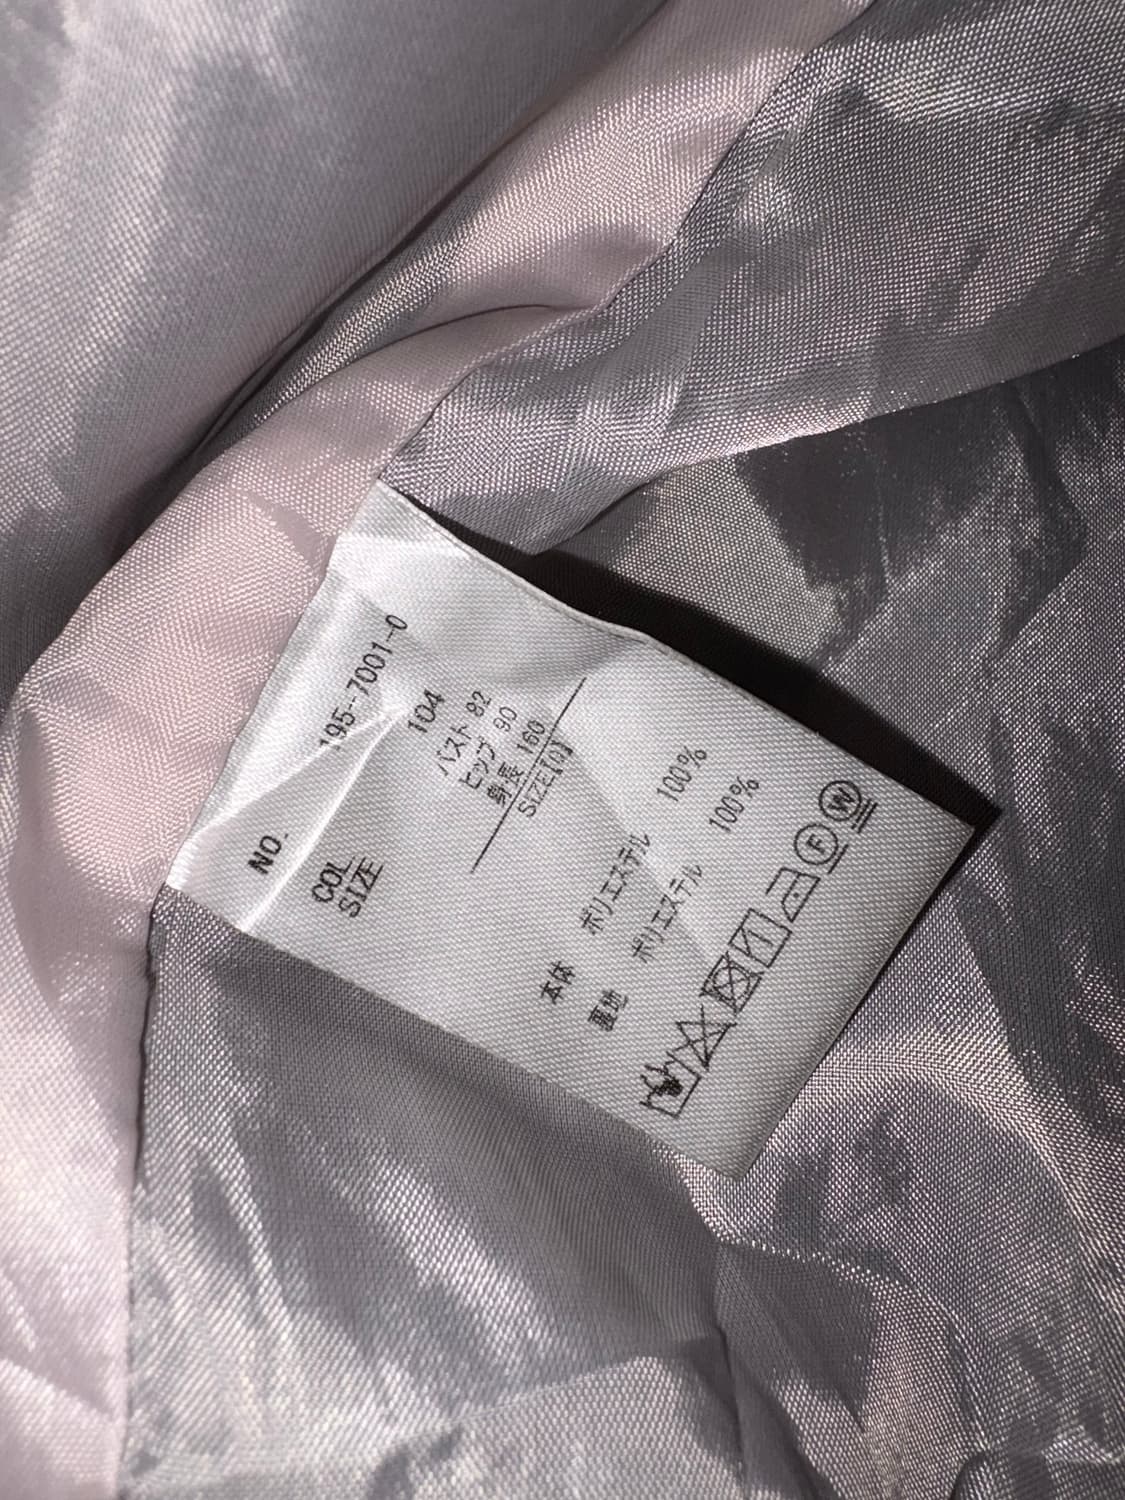 NO. 195-7001-0
COL 104
SIZE バスト 82
ヒップ 90
身長 160
SIZE【0】
本体 ポリエステル 100%
裏地 ポリエステル 100%
F W